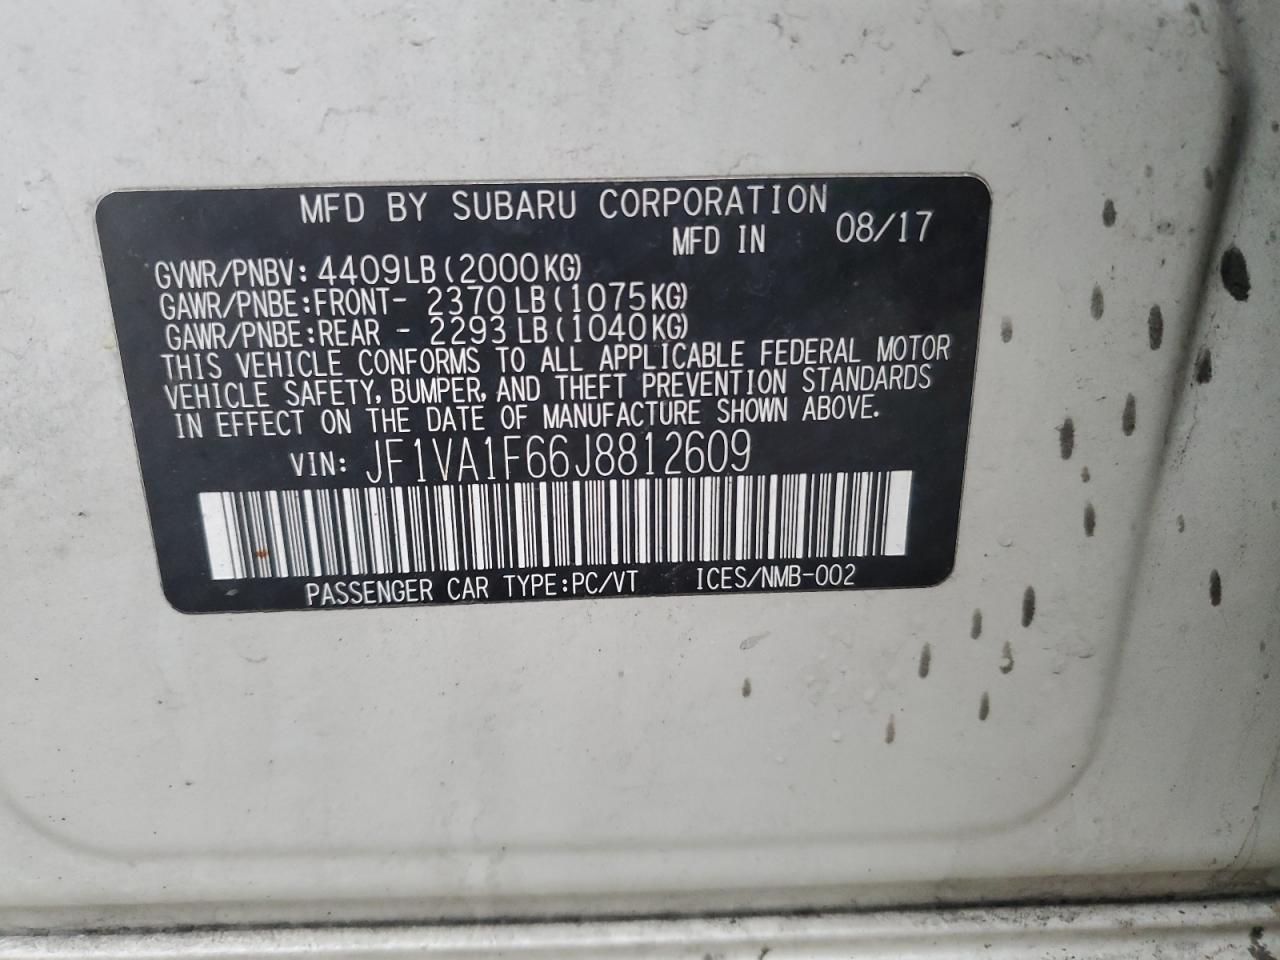 MFD BY SUBARU CORPORATION
MFD IN 08/17
GVWR/PNBV: 4409LB(2000KG)
GAWR/PNBE:FRONT- 2370LB(1075KG)
GAWR/PNBE:REAR - 2293LB(1040KG)
THIS VEHICLE CONFORMS TO ALL APPLICABLE FEDERAL MOTOR
VEHICLE SAFETY, BUMPER, AND THEFT PREVENTION STANDARDS
IN EFFECT ON THE DATE OF MANUFACTURE SHOWN ABOVE.
VIN: JF1VA1F66J8812609
PASSENGER CAR TYPE:PC/VT ICES/NMB-002